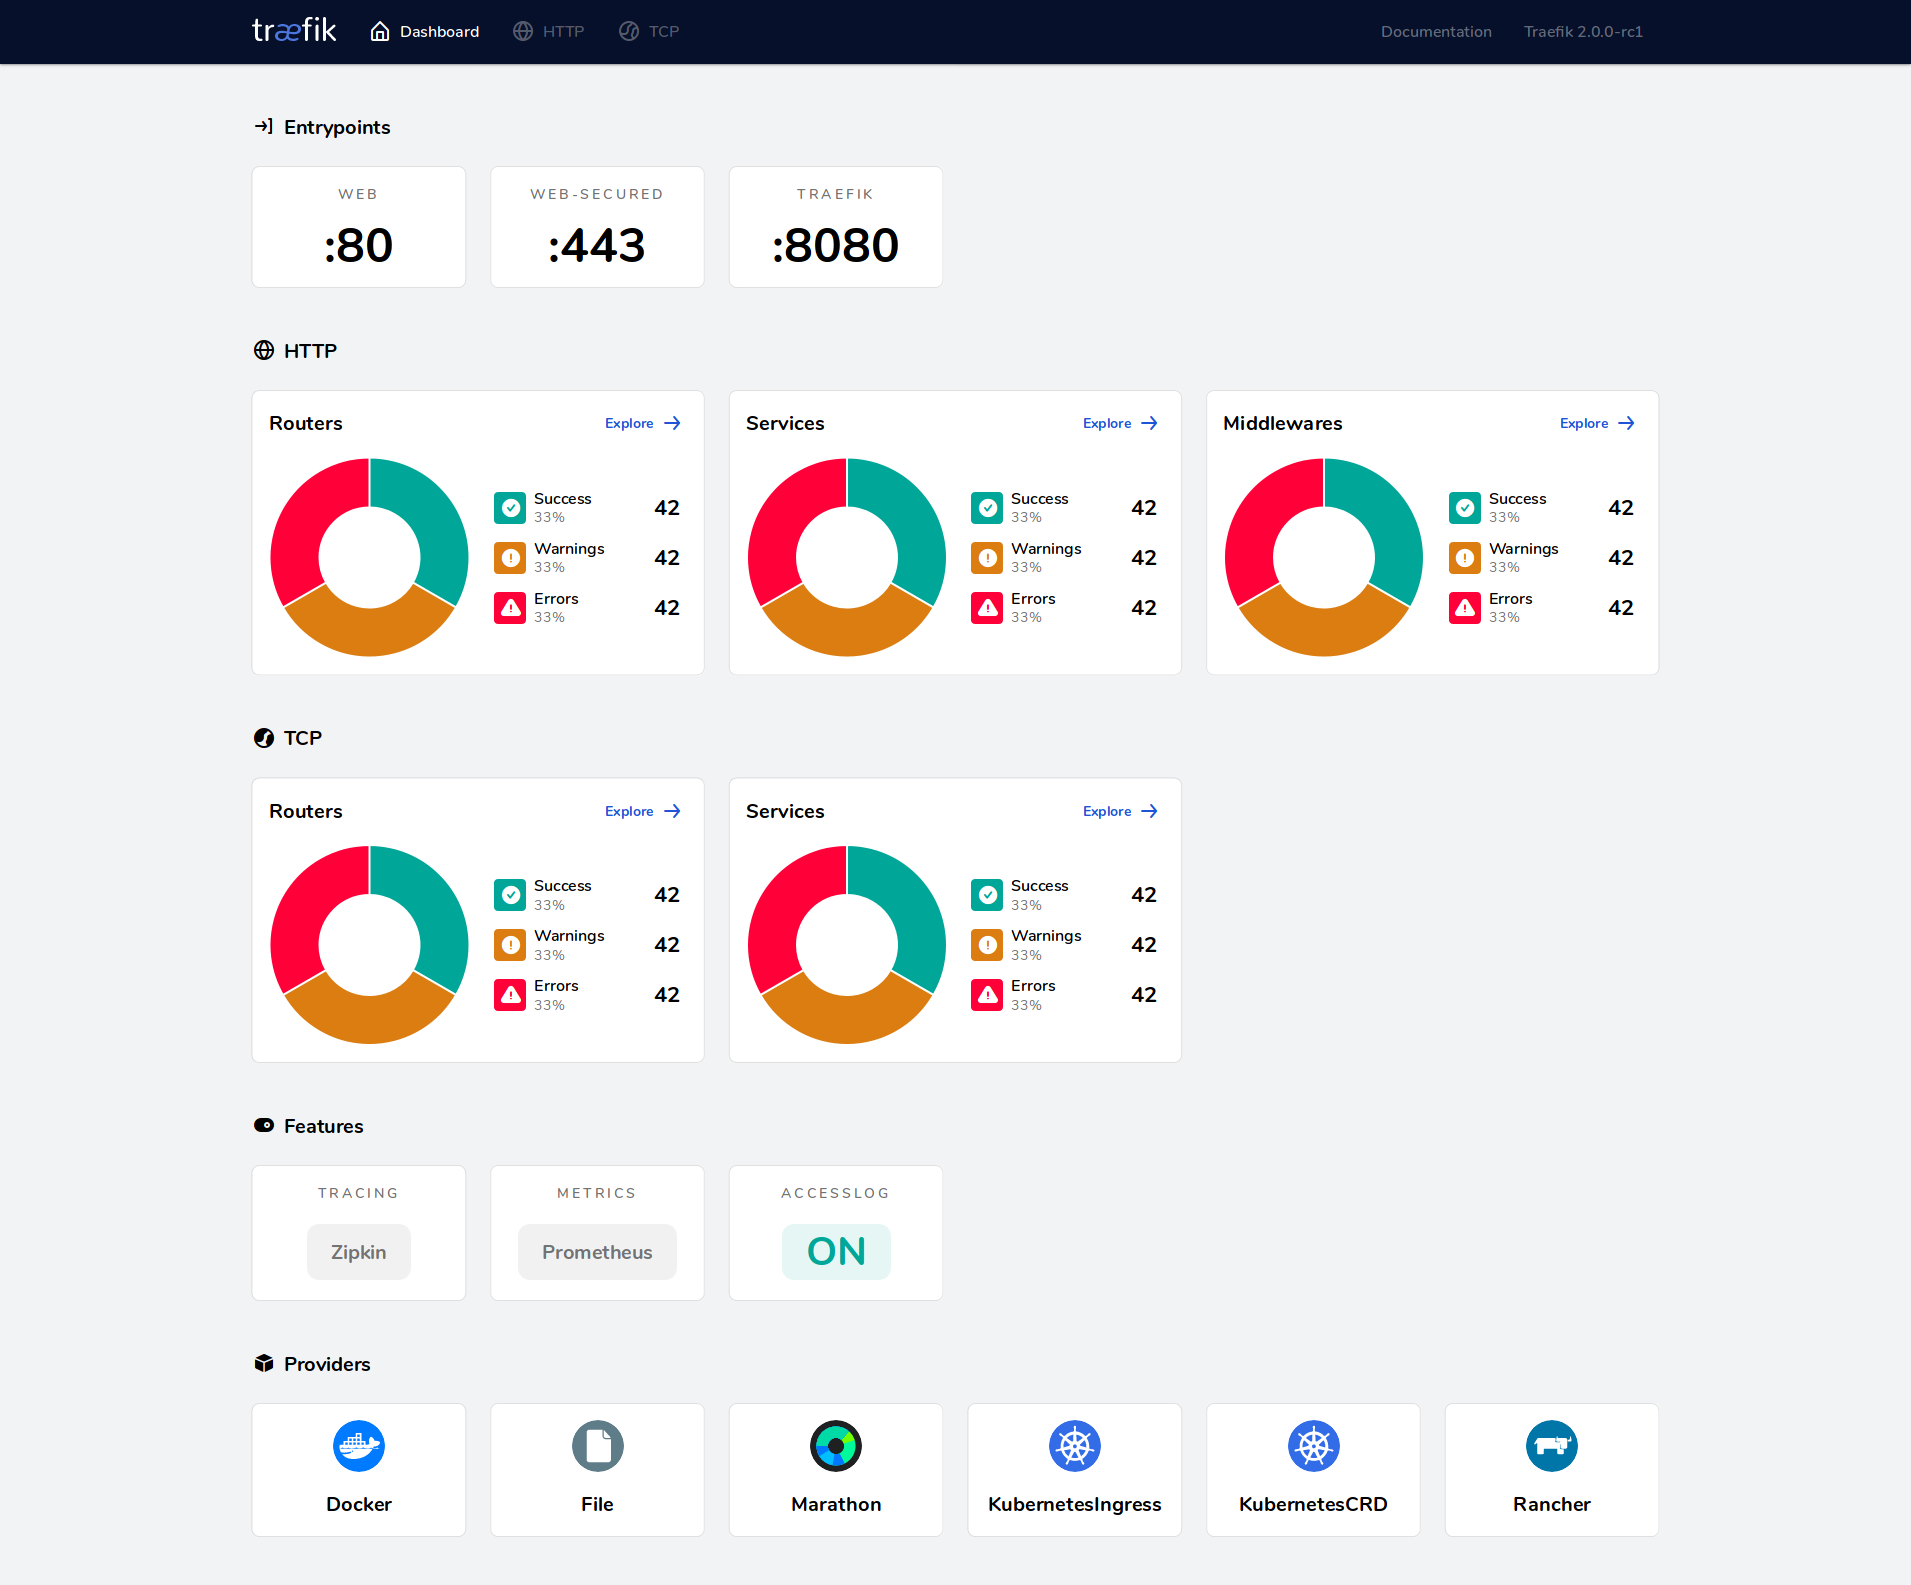 træfik Dashboard HTTP TCP Documentation Traefik 2.0.0-rc1
Entrypoints
WEB
:80
WEB-SECURED
:443
TRAEFIK
:8080
HTTP
Routers Explore
Success 42
33%
Warnings 42
33%
Errors 42
33%
Services Explore
Success 42
33%
Warnings 42
33%
Errors 42
33%
Middlewares Explore
Success 42
33%
Warnings 42
33%
Errors 42
33%
TCP
Routers Explore
Success 42
33%
Warnings 42
33%
Errors 42
33%
Services Explore
Success 42
33%
Warnings 42
33%
Errors 42
33%
Features
TRACING
Zipkin
METRICS
Prometheus
ACCESSLOG
ON
Providers
Docker
File
Marathon
KubernetesIngress
KubernetesCRD
Rancher